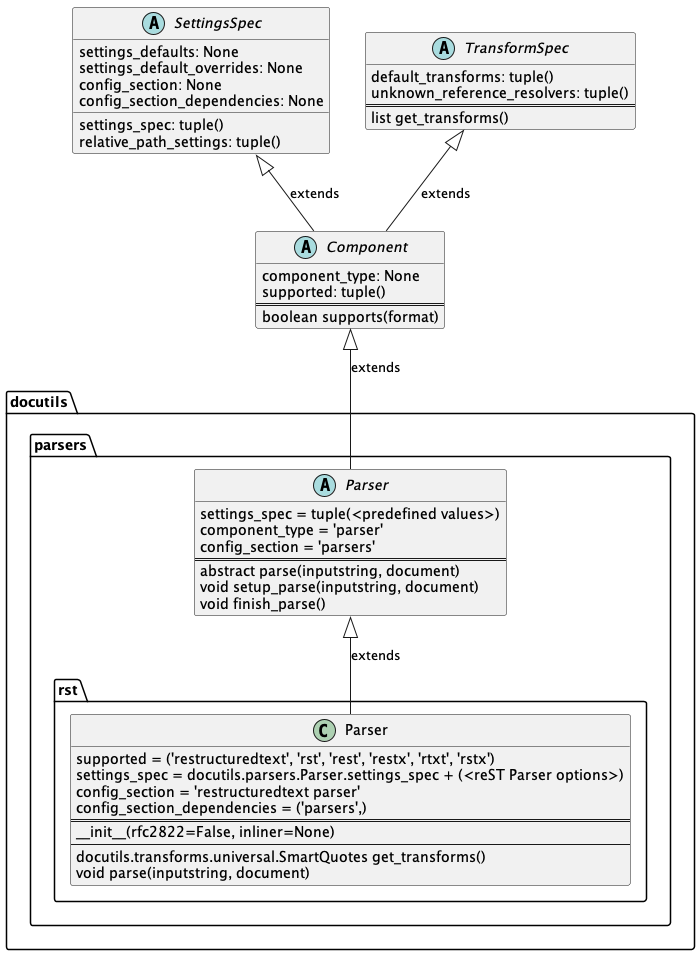 A SettingsSpec
settings_defaults: None
settings_default_overrides: None
config_section: None
config_section_dependencies: None
settings_spec: tuple()
relative_path_settings: tuple()
A TransformSpec
default_transforms: tuple()
unknown_reference_resolvers: tuple()
list get_transforms()
extends
extends
A Component
component_type: None
supported: tuple()
boolean supports(format)
extends
docutils
parsers
A Parser
settings_spec = tuple(<predefined values>)
component_type = 'parser'
config_section = 'parsers'
abstract parse(inputstring, document)
void setup_parse(inputstring, document)
void finish_parse()
extends
rst
C Parser
supported = ('restructuredtext', 'rst', 'rest', 'restx', 'rtxt', 'rstx')
settings_spec = docutils.parsers.Parser.settings_spec + (<reST Parser options>)
config_section = 'restructuredtext parser'
config_section_dependencies = ('parsers',)
__init__(rfc2822=False, inliner=None)
docutils.transforms.universal.SmartQuotes get_transforms()
void parse(inputstring, document)